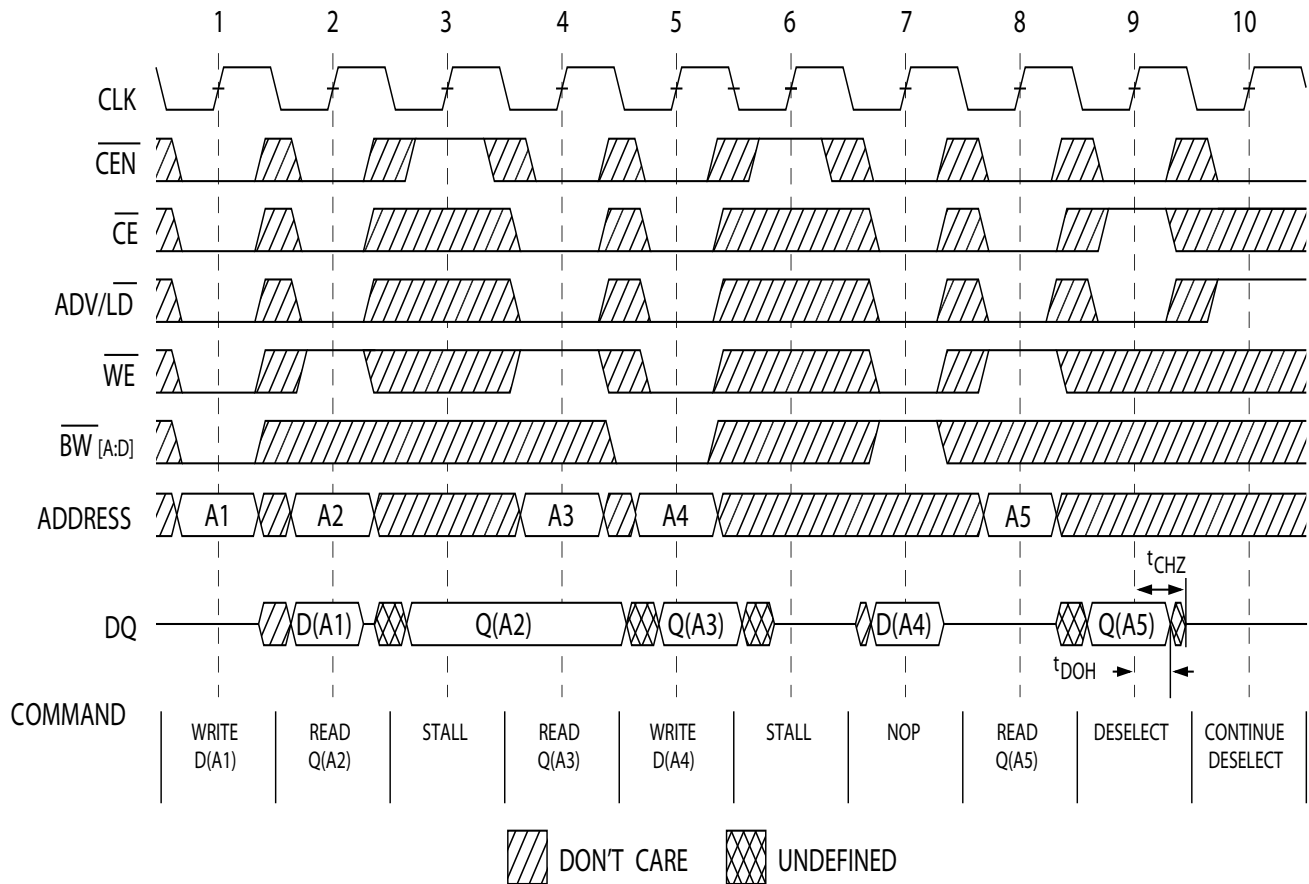 1 2 3 4 5 6 7 8 9 10
CLK
CEN
CE
ADV/LD
WE
BW [A:D]
ADDRESS A1 A2 A3 A4 A5
tCHZ
DQ D(A1) Q(A2) Q(A3) D(A4) Q(A5)
tDOH
COMMAND
WRITE READ STALL READ WRITE STALL NOP READ DESELECT CONTINUE
D(A1) Q(A2) Q(A3) D(A4) Q(A5) DESELECT
DON'T CARE UNDEFINED